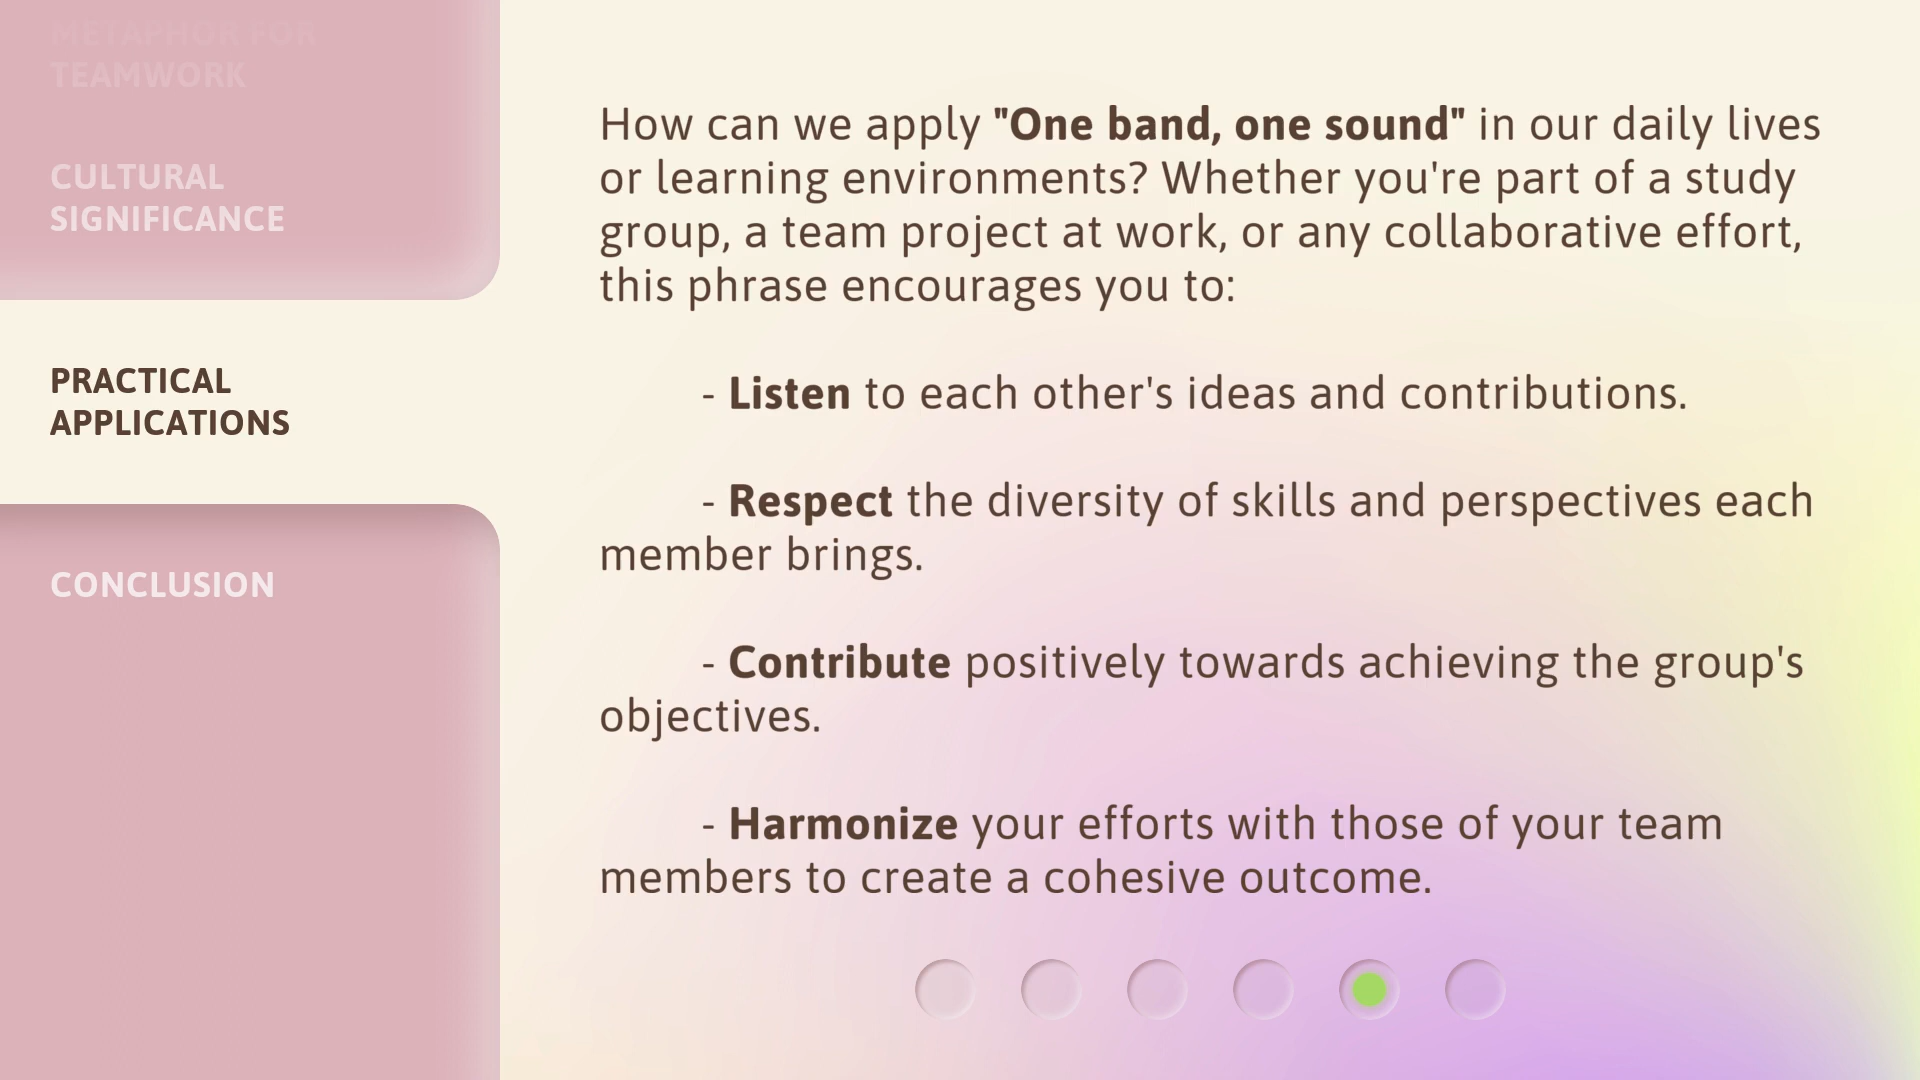 METAPHOR FOR
TEAMWORK
CULTURAL
SIGNIFICANCE
PRACTICAL
APPLICATIONS
CONCLUSION
How can we apply "One band, one sound" in our daily lives
or learning environments? Whether you're part of a study
group, a team project at work, or any collaborative effort,
this phrase encourages you to:
- Listen to each other's ideas and contributions.
- Respect the diversity of skills and perspectives each
member brings.
- Contribute positively towards achieving the group's
objectives.
- Harmonize your efforts with those of your team
members to create a cohesive outcome.